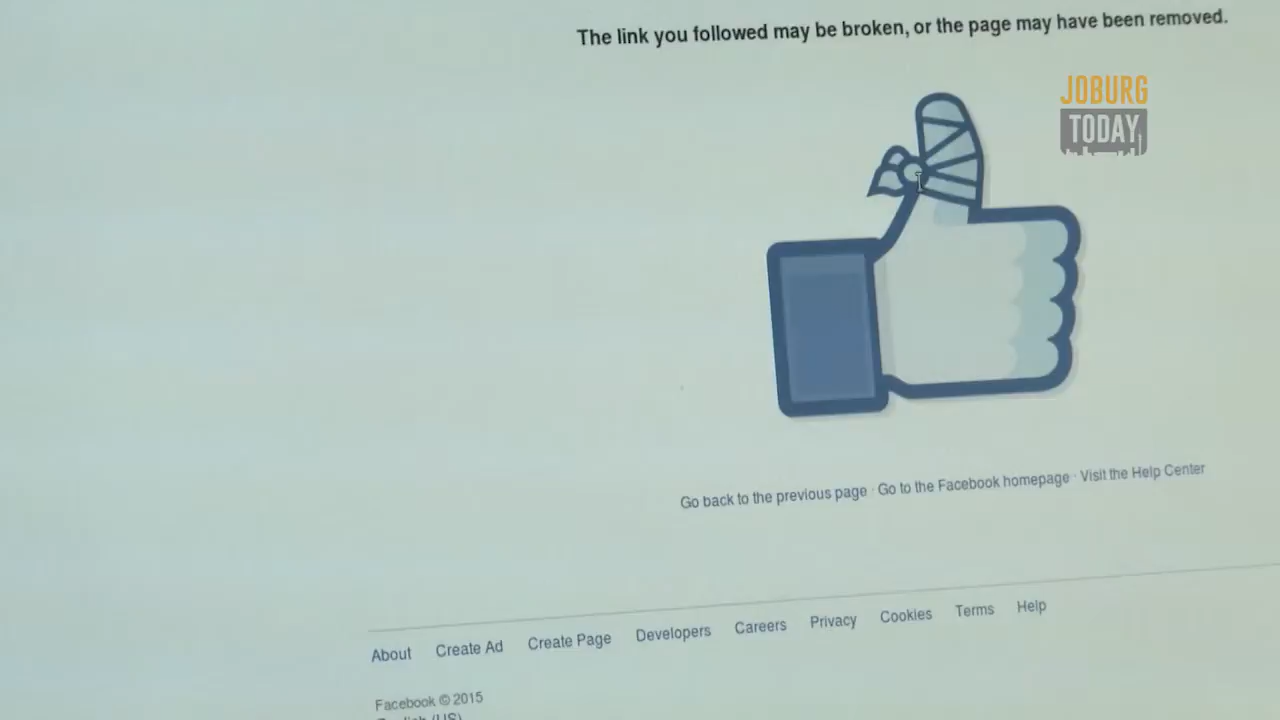 The link you followed may be broken, or the page may have been removed.
JOBURG
TODAY
Go back to the previous page · Go to the Facebook homepage · Visit the Help Center
About Create Ad Create Page Developers Careers Privacy Cookies Terms Help
Facebook © 2015
English (US)